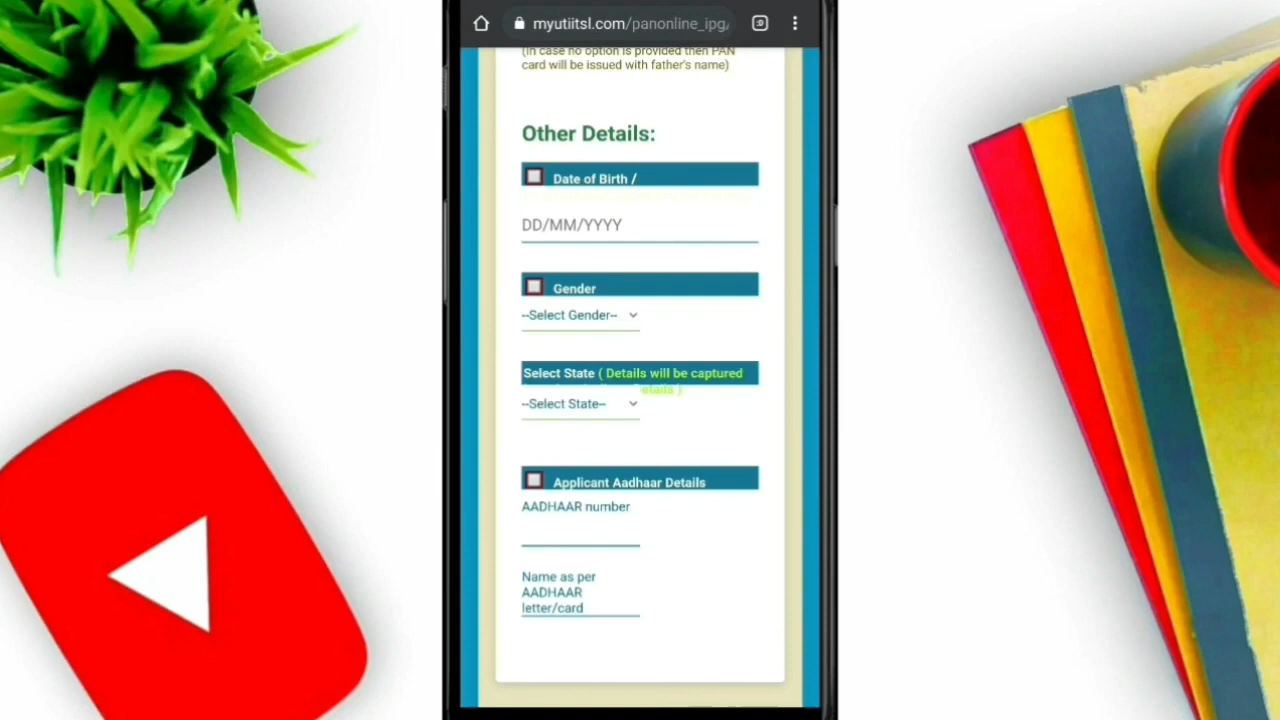 myutiitsl.com/panonline_ipg/
(In case no option is provided then PAN
card will be issued with father's name)
Other Details:
Date of Birth /
DD/MM/YYYY
Gender
--Select Gender--
Select State ( Details will be captured
etails )
--Select State--
Applicant Aadhaar Details
AADHAAR number
Name as per
AADHAAR
letter/card